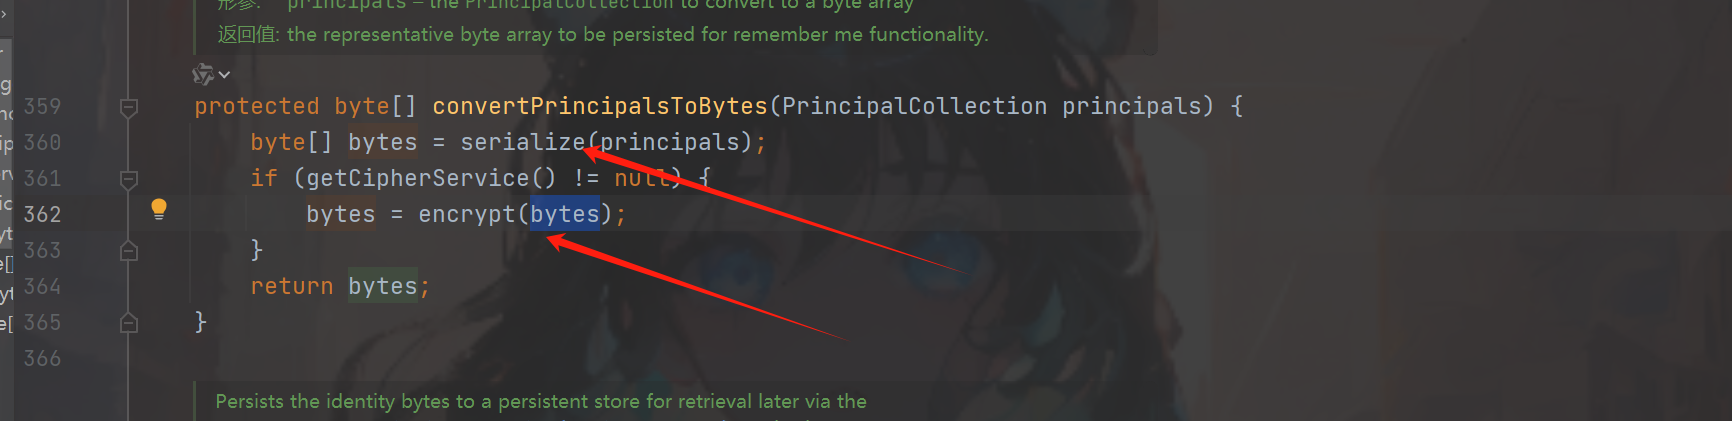 形参: principals – the PrincipalCollection to convert to a byte array
返回值: the representative byte array to be persisted for remember me functionality.
359 protected byte[] convertPrincipalsToBytes(PrincipalCollection principals) {
360 byte[] bytes = serialize(principals);
361 if (getCipherService() != null) {
362 bytes = encrypt(bytes);
363 }
364 return bytes;
365 }
366
Persists the identity bytes to a persistent store for retrieval later via the